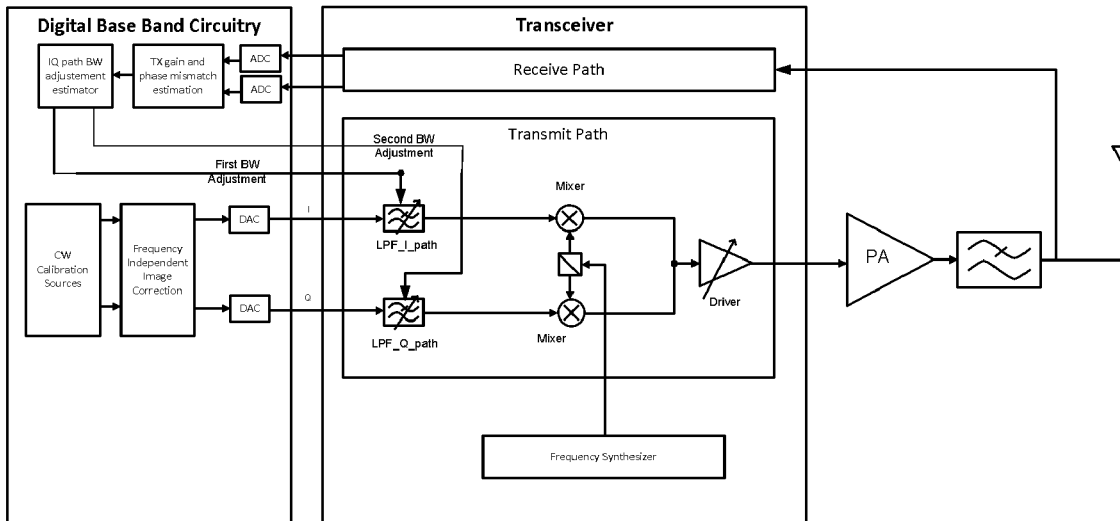 Digital Base Band Circuitry
Transceiver
IQ path BW
adjustement
estimator
TX gain and
phase mismatch
estimation
ADC
ADC
Receive Path
Transmit Path
Second BW
Adjustment
First BW
Adjustment
Mixer
CW
Calibration
Sources
Frequency
Independent
Image
Correction
DAC
I
LPF_I_path
PA
DAC
Q
LPF_Q_path
Mixer
Driver
Frequency Synthesizer